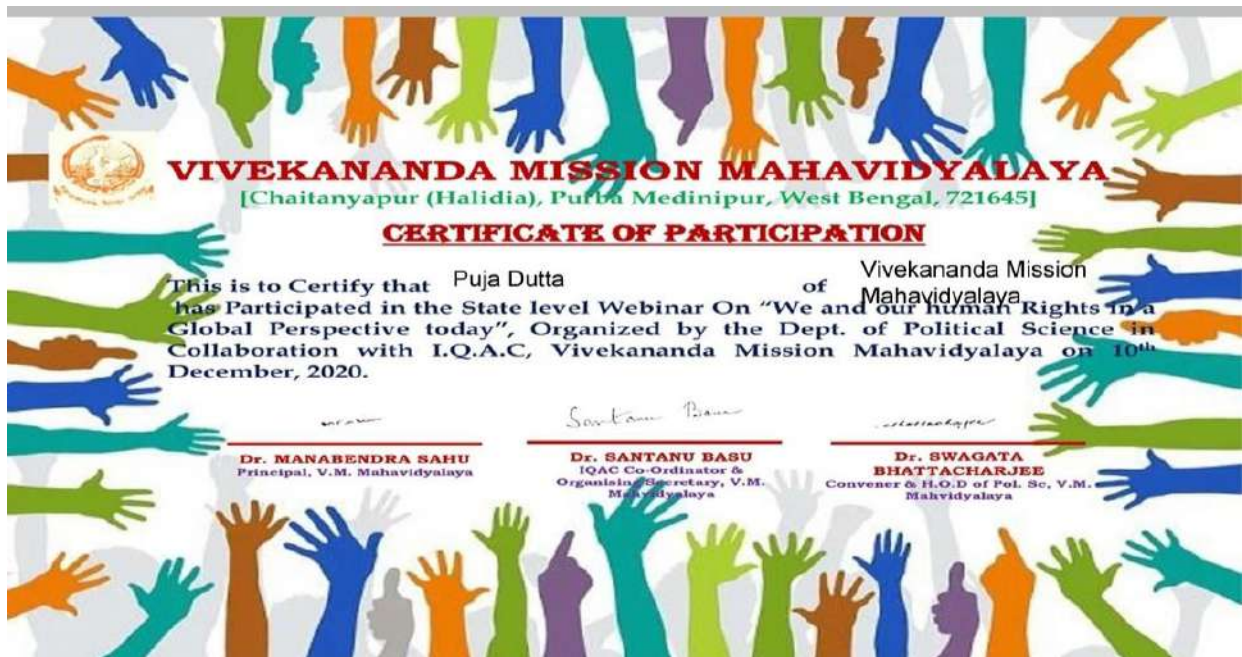 VIVEKANANDA MISSION MAHAVIDYALAYA
[Chaitanyapur (Halidia), Purba Medinipur, West Bengal, 721645]
CERTIFICATE OF PARTICIPATION
This is to Certify that Puja Dutta of Vivekananda Mission Mahavidyalaya
has Participated in the State level Webinar On “We and our human Rights in a
Global Perspective today”, Organized by the Dept. of Political Science in
Collaboration with I.Q.A.C, Vivekananda Mission Mahavidyalaya on 10th
December, 2020.
Santanu Basu
Dr. MANABENDRA SAHU
Principal, V.M. Mahavidyalaya
Dr. SANTANU BASU
IQAC Co-Ordinator &
Organising Secretary, V.M.
Mahavidyalaya
Dr. SWAGATA
BHATTACHARJEE
Convener & H.O.D of Pol. Sc, V.M.
Mahvidyalaya